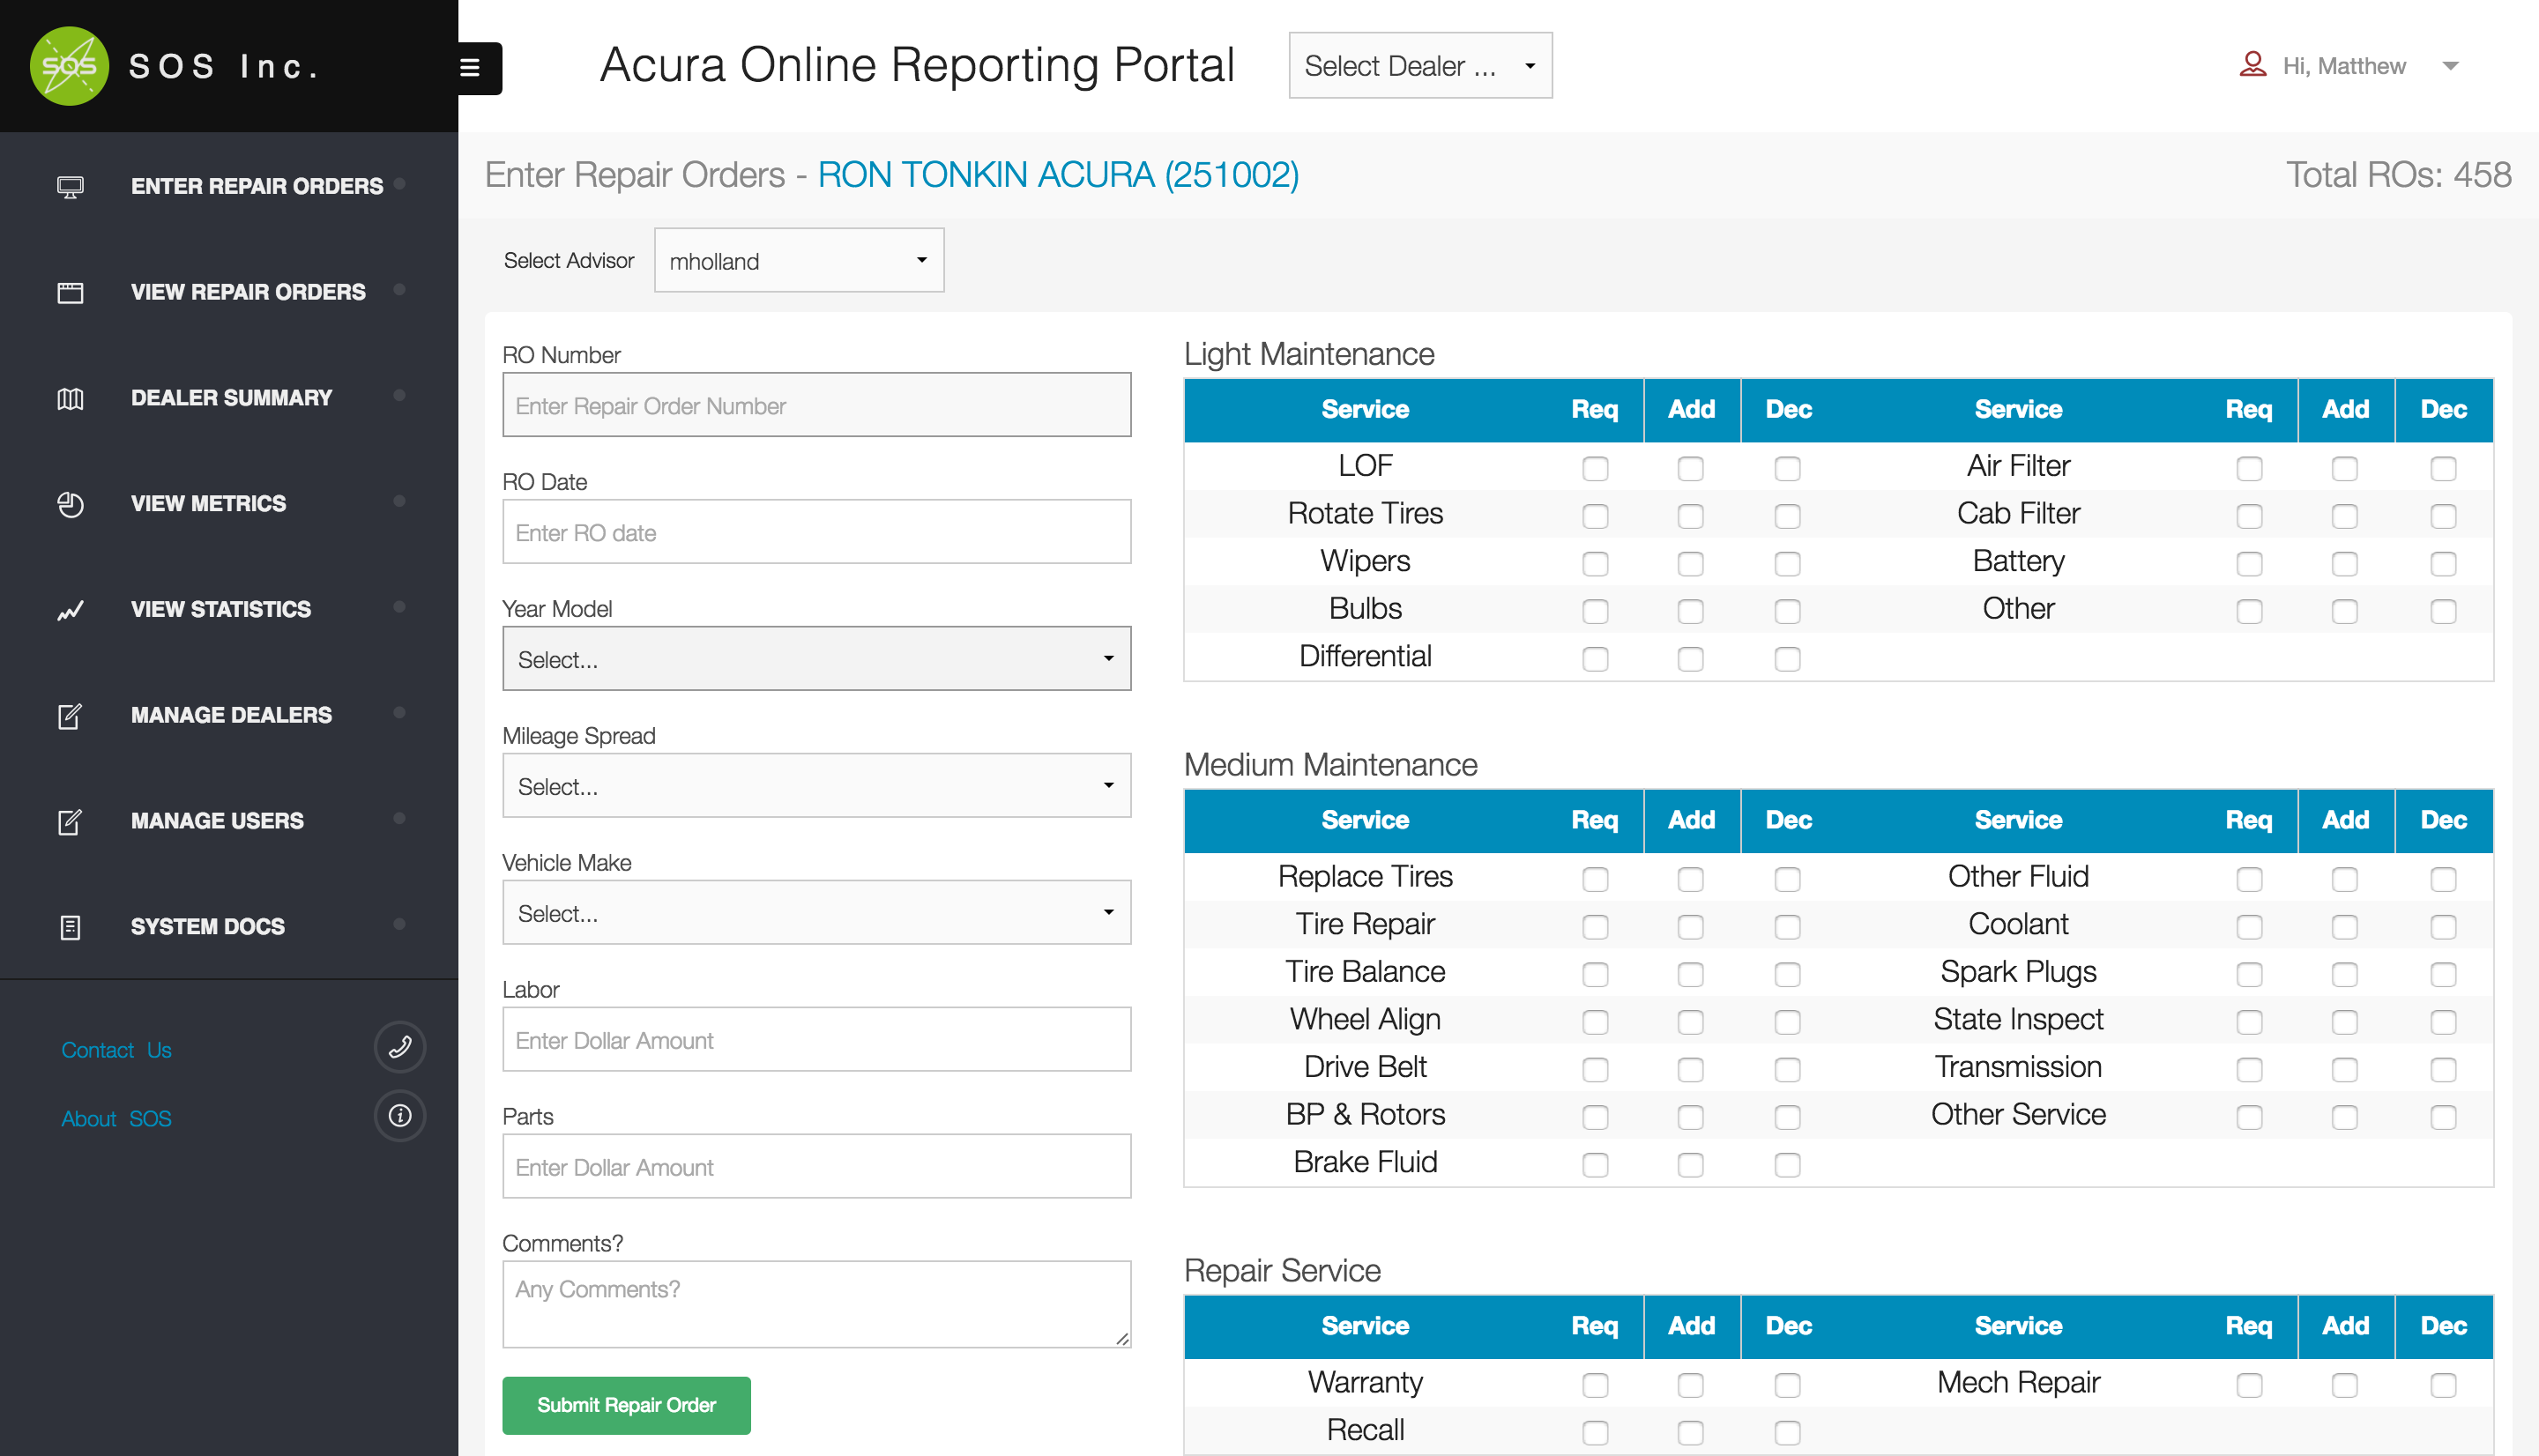 SOS
SOS Inc.
Acura Online Reporting Portal
Select Dealer ...
Hi, Matthew
ENTER REPAIR ORDERS
VIEW REPAIR ORDERS
DEALER SUMMARY
VIEW METRICS
VIEW STATISTICS
MANAGE DEALERS
MANAGE USERS
SYSTEM DOCS
Contact Us
About SOS
Enter Repair Orders - RON TONKIN ACURA (251002)
Total ROs: 458
Select Advisor
mholland
RO Number
Enter Repair Order Number
RO Date
Enter RO date
Year Model
Select...
Mileage Spread
Select...
Vehicle Make
Select...
Labor
Enter Dollar Amount
Parts
Enter Dollar Amount
Comments?
Any Comments?
Submit Repair Order
Light Maintenance
Service Req Add Dec Service Req Add Dec
LOF Air Filter
Rotate Tires Cab Filter
Wipers Battery
Bulbs Other
Differential
Medium Maintenance
Service Req Add Dec Service Req Add Dec
Replace Tires Other Fluid
Tire Repair Coolant
Tire Balance Spark Plugs
Wheel Align State Inspect
Drive Belt Transmission
BP & Rotors Other Service
Brake Fluid
Repair Service
Service Req Add Dec Service Req Add Dec
Warranty Mech Repair
Recall